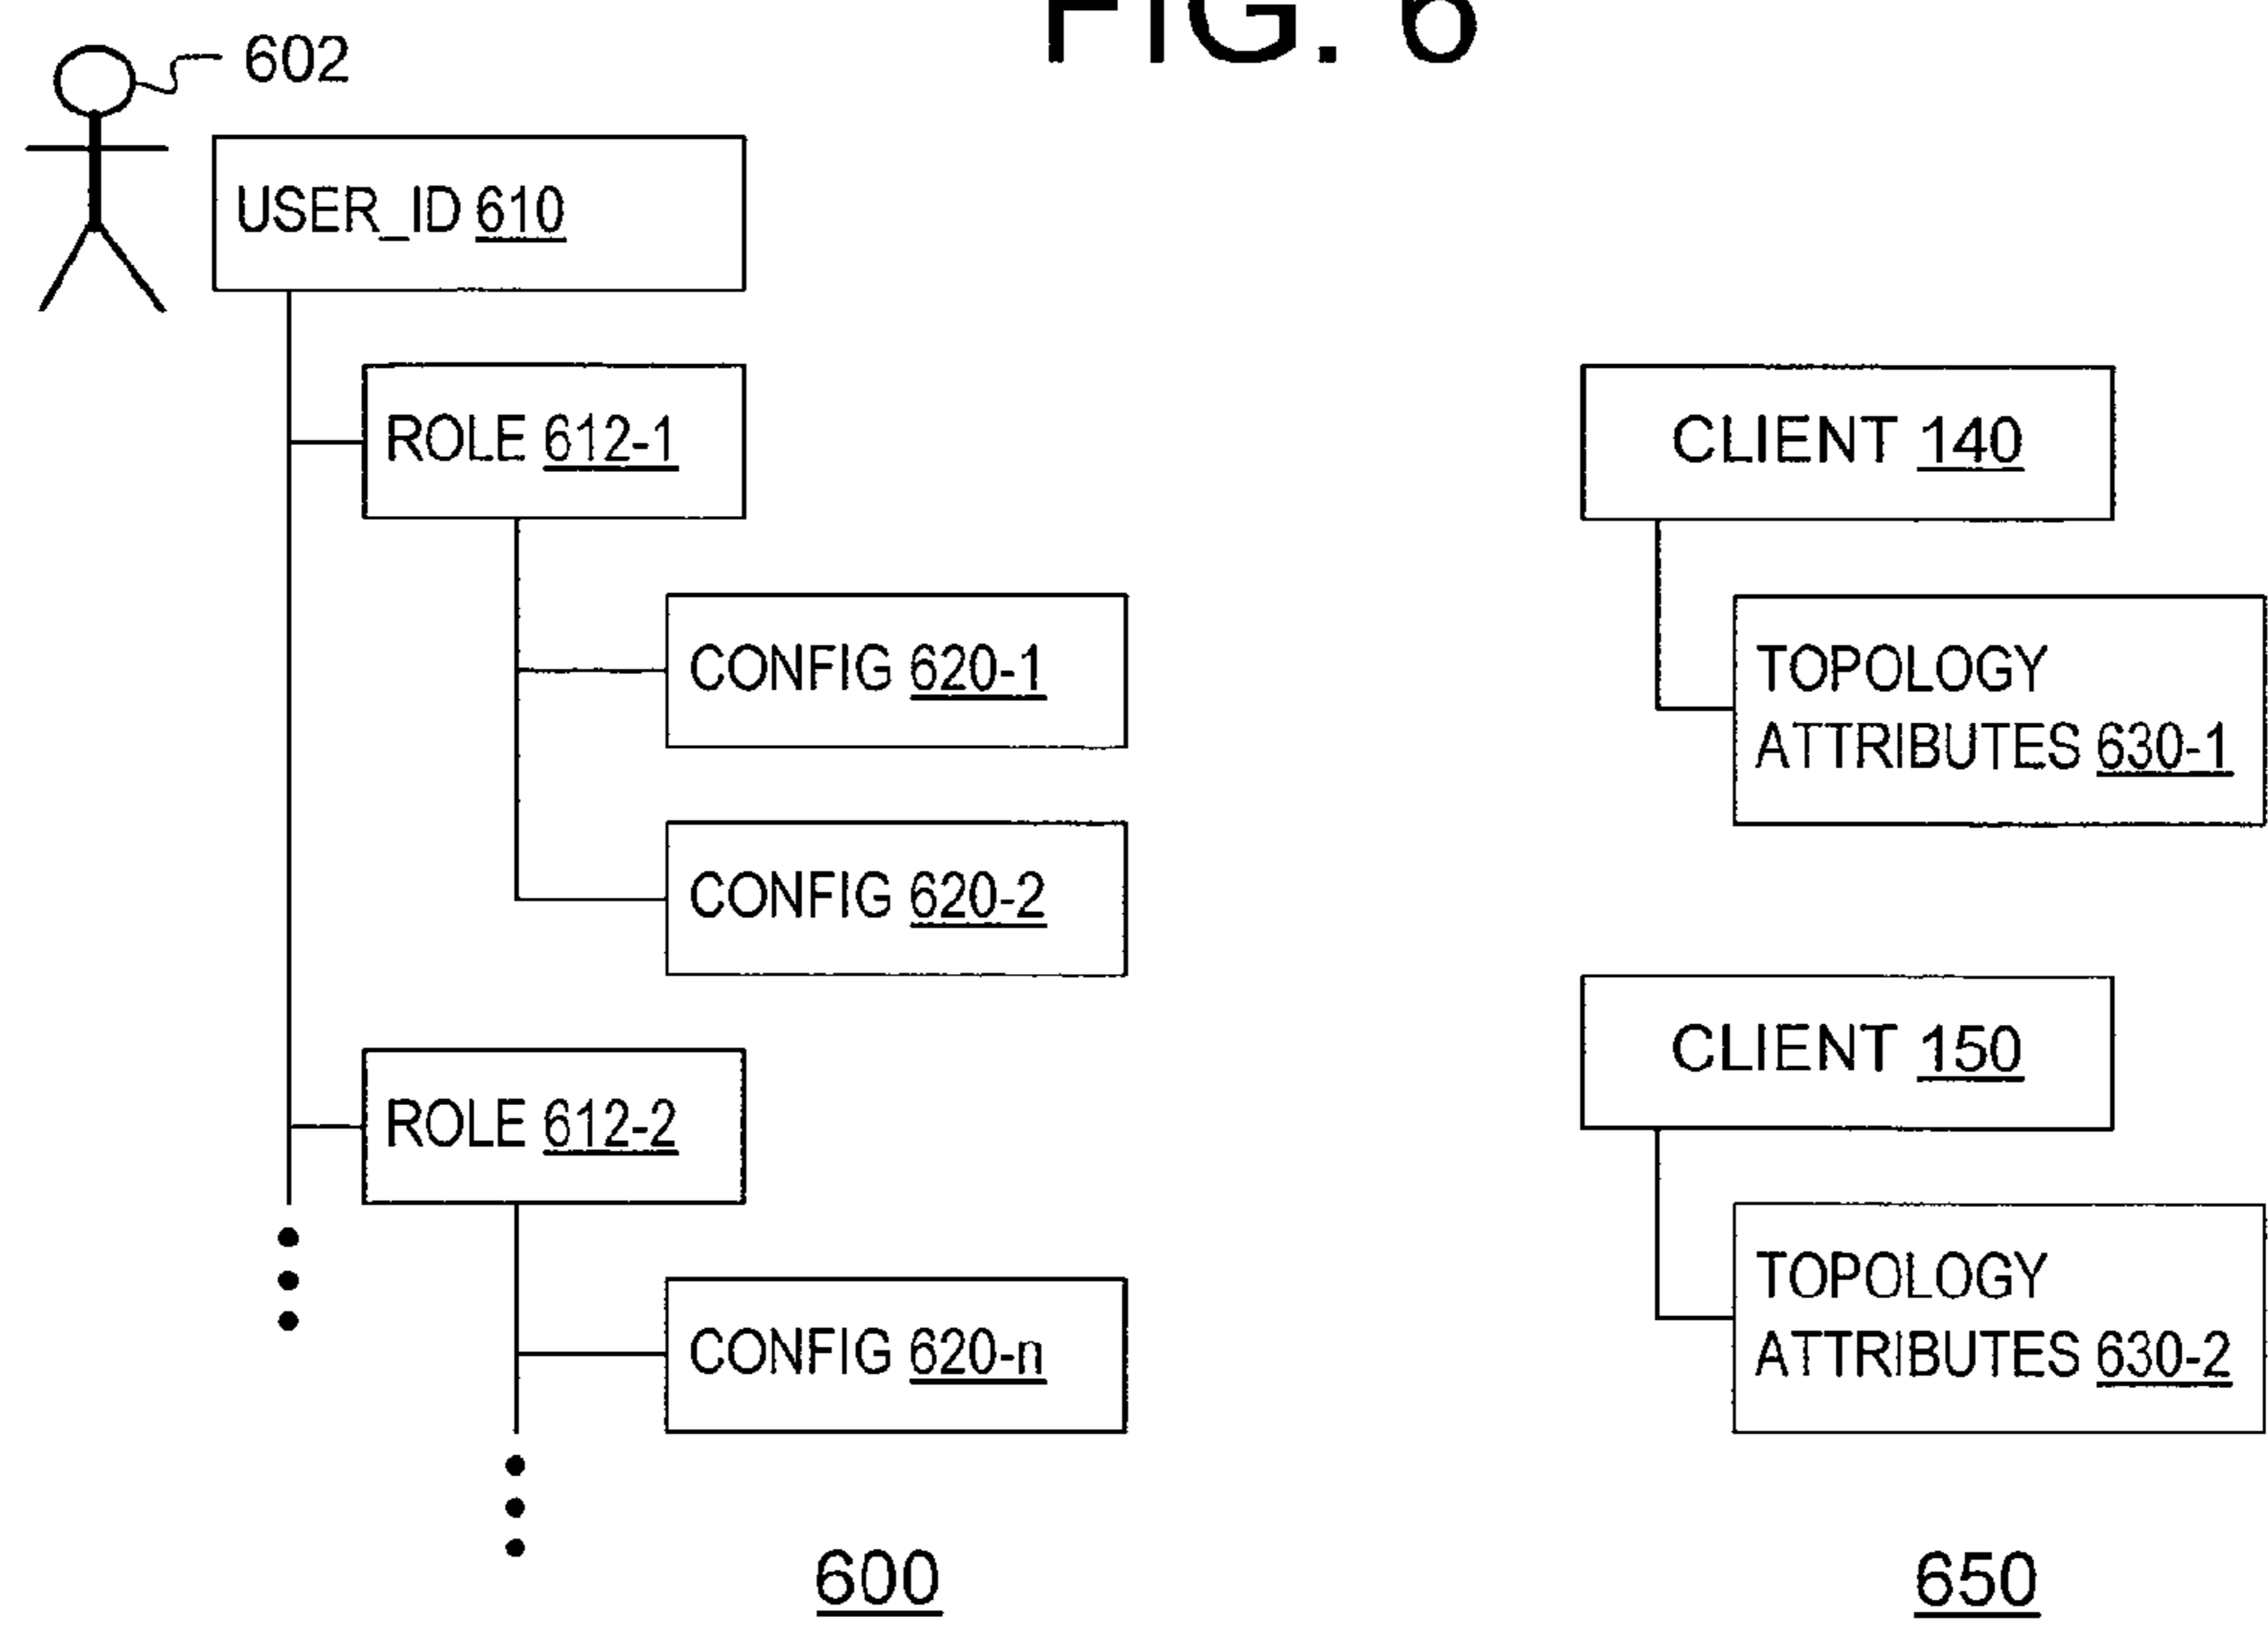 FIG. 6
602
USER_ID 610
ROLE 612-1
CONFIG 620-1
CONFIG 620-2
ROLE 612-2
CONFIG 620-n
600
CLIENT 140
TOPOLOGY
ATTRIBUTES 630-1
CLIENT 150
TOPOLOGY
ATTRIBUTES 630-2
650